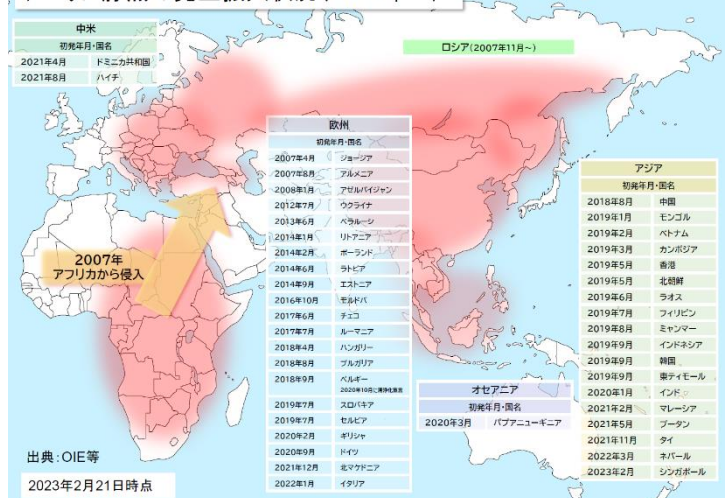 中米
初発年月・国名
2021年4月 ドミニカ共和国
2021年8月 ハイチ
ロシア(2007年11月～)
欧州
初発年月・国名
2007年4月 ジョージア
2007年8月 アルメニア
2008年1月 アゼルバイジャン
2012年7月 ウクライナ
2013年6月 ベラルーシ
2014年1月 リトアニア
2014年2月 ポーランド
2014年6月 ラトビア
2014年9月 エストニア
2016年10月 モルドバ
2017年6月 チェコ
2017年7月 ルーマニア
2018年4月 ハンガリー
2018年8月 ブルガリア
2018年9月 ベルギー
2019年7月 スロバキア
2019年7月 セルビア
2020年2月 ギリシャ
2020年9月 ドイツ
2021年12月 北マケドニア
2022年1月 イタリア
2007年
アフリカから侵入
アジア
初発年月・国名
2018年8月 中国
2019年1月 モンゴル
2019年2月 ベトナム
2019年3月 カンボジア
2019年5月 香港
2019年5月 北朝鮮
2019年6月 ラオス
2019年7月 フィリピン
2019年8月 ミャンマー
2019年9月 インドネシア
2019年9月 韓国
2019年9月 東ティモール
2020年1月 インド
2021年2月 マレーシア
2021年5月 ブータン
2021年11月 タイ
2022年3月 ネパール
2023年2月 シンガポール
オセアニア
初発年月・国名
2020年3月 パプアニューギニア
出典:OIE等
2023年2月21日時点